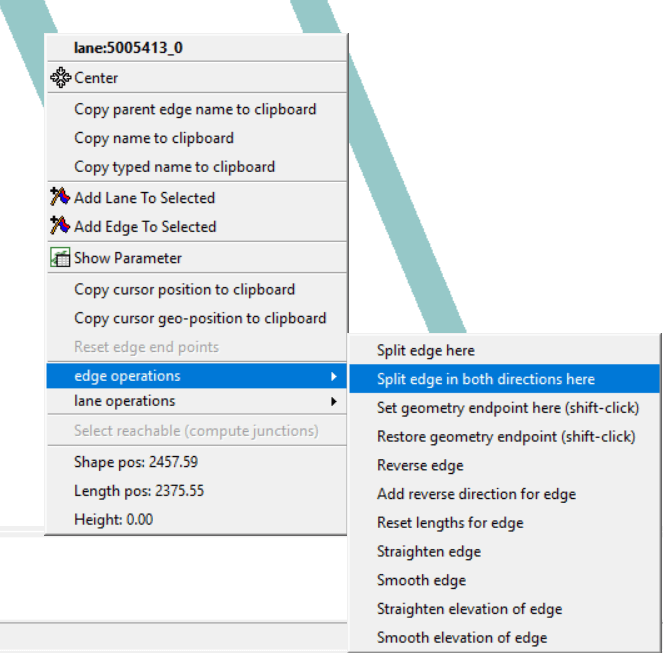 lane:5005413_0
Center
Copy parent edge name to clipboard
Copy name to clipboard
Copy typed name to clipboard
Add Lane To Selected
Add Edge To Selected
Show Parameter
Copy cursor position to clipboard
Copy cursor geo-position to clipboard
Reset edge end points
edge operations
lane operations
Select reachable (compute junctions)
Shape pos: 2457.59
Length pos: 2375.55
Height: 0.00
Split edge here
Split edge in both directions here
Set geometry endpoint here (shift-click)
Restore geometry endpoint (shift-click)
Reverse edge
Add reverse direction for edge
Reset lengths for edge
Straighten edge
Smooth edge
Straighten elevation of edge
Smooth elevation of edge